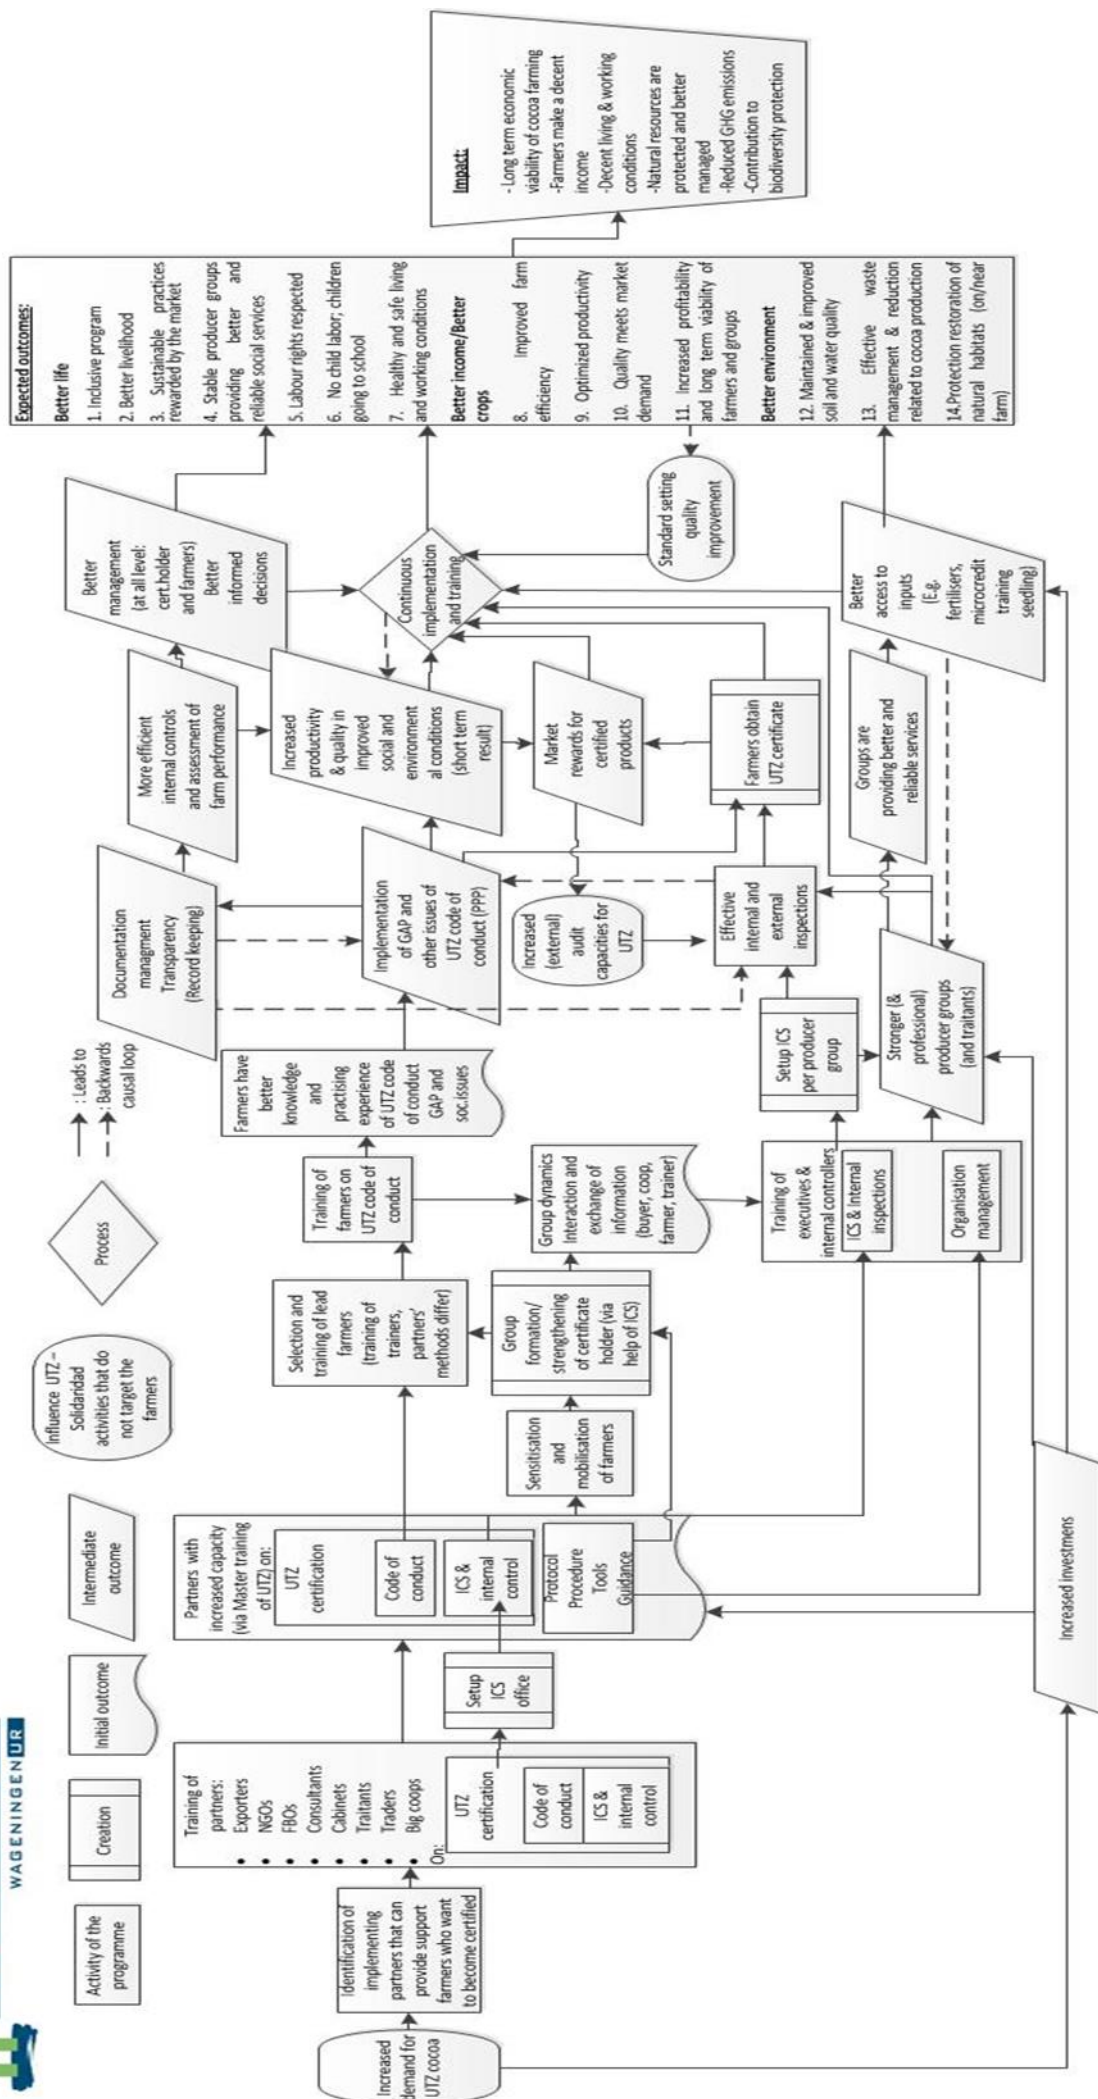 WAGENINGEN UR
Activity of the
programme
Creation
Initial outcome
Intermediate
outcome
Influence UTZ –
Solidaridad
activities that do
not target the
farmers
Process
: Leads to
: Backwards
causal loop
Increased
demand for
UTZ cocoa
Identification of
implementing
partners that can
provide support
farmers who want
to become certified
Training of
partners:
• Exporters
• NGOs
• FBOs
• Consultants
• Cabinets
• Traitants
• Traders
• Big coops
On:
UTZ
certification
Code of
conduct
ICS &
internal
control
Setup
ICS
office
Partners with
increased capacity
(via Master training
of UTZ) on:
UTZ
certification
Code of
conduct
ICS &
internal
control
Protocol
Procedure
Tools
Guidance
Increased investmens
Sensitisation
and
mobilisation
of farmers
Selection and
training of lead
farmers
(training of
trainers,
partners'
methods differ)
Group
formation/
strengthening
of certificate
holder (via
help of ICS)
Training of
farmers on
UTZ code of
conduct
Group dynamics
Interaction and
exchange of
information
(buyer, coop,
farmer, trainer)
Training of
executives &
internal controllers
ICS & Internal
inspections
Organisation
management
Farmers have
better
knowledge
and
practising
experience
of UTZ code
of conduct
GAP and
soc.issues
Setup ICS
per producer
group
Stronger (&
professional)
producer groups
(and traitants)
Documentation
managment
Transparency
(Record keeping)
Implementation
of GAP and
other issues of
UTZ code of
conduct (PPP)
Increased
(external)
audit
capacities for
UTZ
Effective
internal and
external
inspections
More efficient
internal controls
and assessment of
farm performance
Increased
productivity
& quality in
improved
social and
environment
al conditions
(short term
result)
Market
rewards for
certified
products
Farmers obtain
UTZ certificate
Groups are
providing better and
reliable services
Better
management
(at all level:
cert.holder
and farmers)
Better
informed
decisions
Continuous
implementation
and training
Standard setting
quality
improvement
Better
access to
inputs
(E.g.
fertilisers,
microcredit
training
seedling)
Expected outcomes:
Better life
1. Inclusive program
2. Better livelihood
3. Sustainable practices
rewarded by the market
4. Stable producer groups
providing better and
reliable social services
5. Labour rights respected
6. No child labor; children
going to school
7. Healthy and safe living
and working conditions
Better income/Better
crops
8. Improved farm
efficiency
9. Optimized productivity
10. Quality meets market
demand
11. Increased profitability
and long term viability of
farmers and groups
Better environment
12. Maintained & improved
soil and water quality
13. Effective waste
management & reduction
related to cocoa production
14.Protection restoration of
natural habitats (on/near
farm)
Impact:
- Long term economic
viability of cocoa farming
-Farmers make a decent
income
-Decent living & working
conditions
-Natural resources are
protected and better
managed
-Reduced GHG emissions
-Contribution to
biodiversity protection